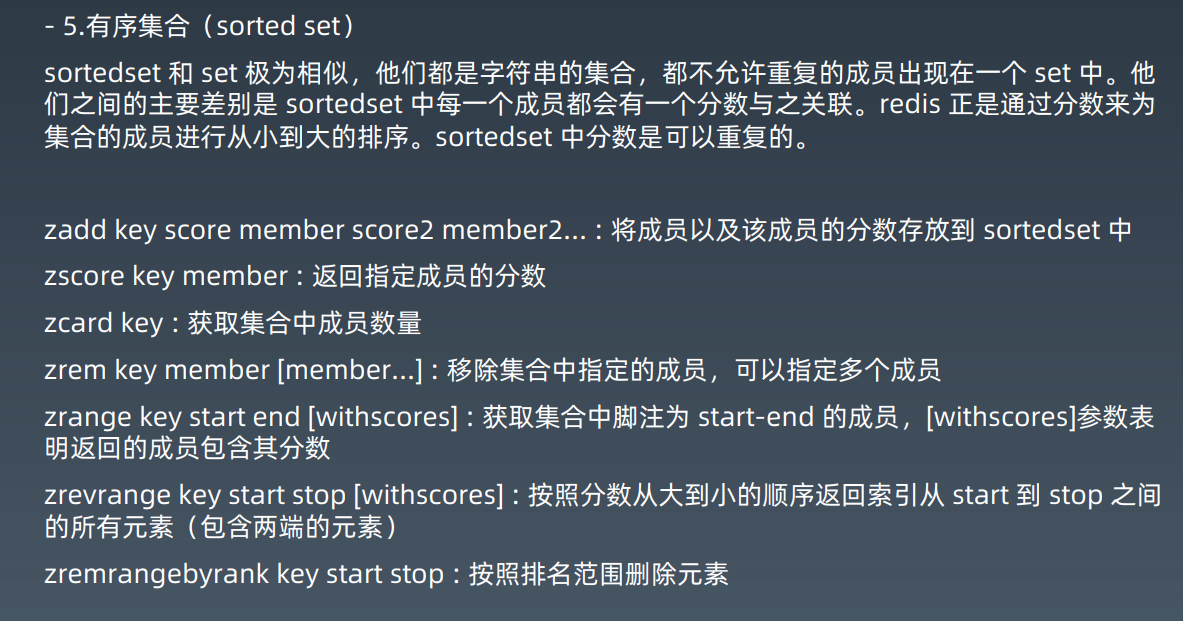 - 5.有序集合（sorted set）
sortedset 和 set 极为相似，他们都是字符串的集合，都不允许重复的成员出现在一个 set 中。他
们之间的主要差别是 sortedset 中每一个成员都会有一个分数与之关联。redis 正是通过分数来为
集合的成员进行从小到大的排序。sortedset 中分数是可以重复的。
zadd key score member score2 member2... : 将成员以及该成员的分数存放到 sortedset 中
zscore key member : 返回指定成员的分数
zcard key : 获取集合中成员数量
zrem key member [member...] : 移除集合中指定的成员，可以指定多个成员
zrange key start end [withscores] : 获取集合中脚注为 start-end 的成员，[withscores]参数表
明返回的成员包含其分数
zrevrange key start stop [withscores] : 按照分数从大到小的顺序返回索引从 start 到 stop 之间
的所有元素（包含两端的元素）
zremrangebyrank key start stop : 按照排名范围删除元素